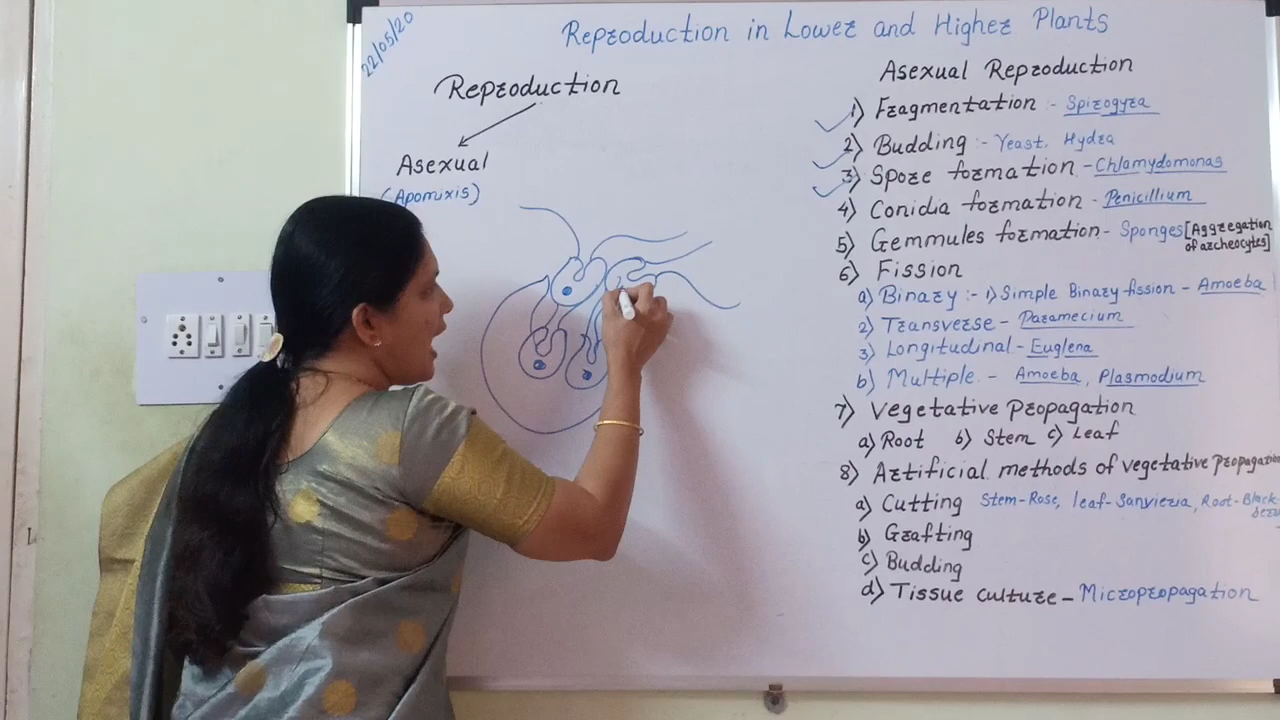 22/05/20
Reproduction in Lower and Higher Plants
Reproduction
Asexual
(Apomixis)
Asexual Reproduction
1) Fragmentation :- Spirogyra
2) Budding :- Yeast, Hydra
3) Spore formation - Chlamydomonas
4) Conidia formation - Penicillium
5) Gemmules formation - Sponges [Aggregation
of archeocytes]
6) Fission
a) Binary :- 1) Simple Binary fission - Amoeba
2) Transverse - Paramecium
3) Longitudinal - Euglena
b) Multiple - Amoeba, Plasmodium
7) Vegetative Propagation
a) Root b) Stem c) Leaf
8) Artificial methods of vegetative propagation
a) Cutting Stem-Rose, leaf-Sanvieria, Root-Black
b) Grafting
c) Budding
d) Tissue culture - Micropropagation